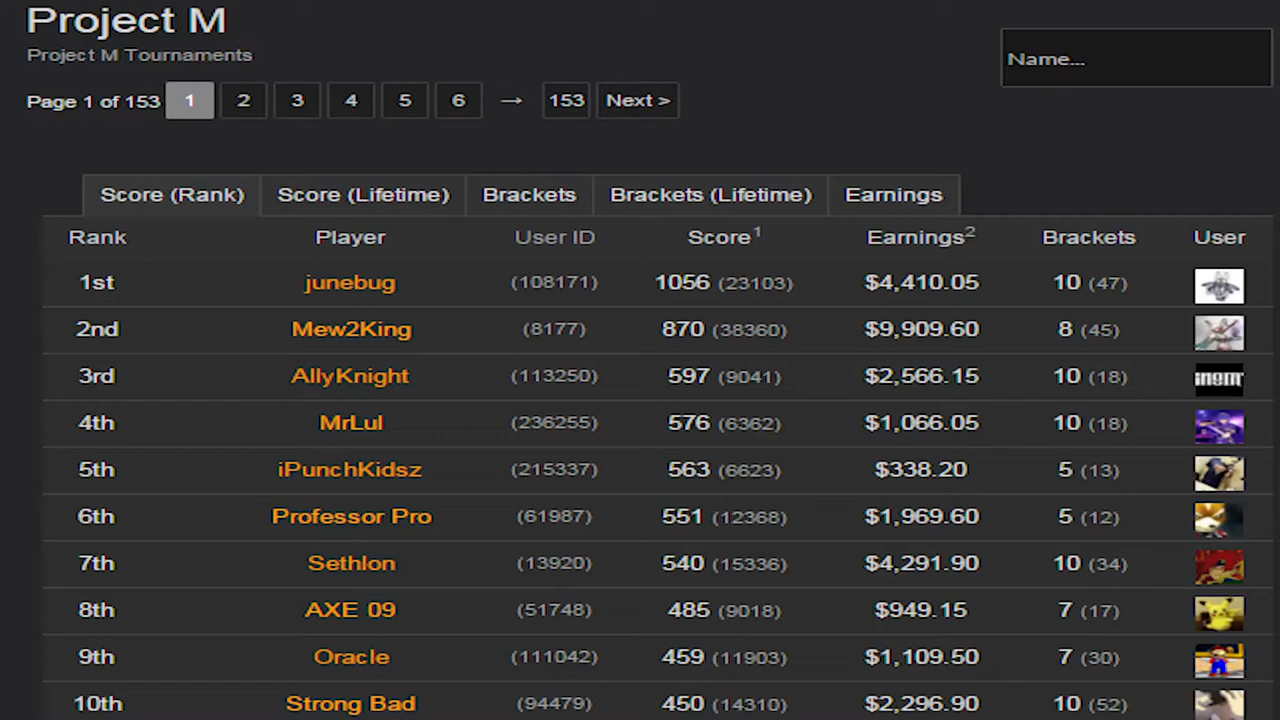 Project M
Project M Tournaments
Name...
Page 1 of 153 1 2 3 4 5 6 → 153 Next >
Score (Rank) Score (Lifetime) Brackets Brackets (Lifetime) Earnings
Rank Player User ID Score1 Earnings2 Brackets User
1st junebug (108171) 1056 (23103) $4,410.05 10 (47)
2nd Mew2King (8177) 870 (38360) $9,909.60 8 (45)
3rd AllyKnight (113250) 597 (9041) $2,566.15 10 (18)
4th MrLul (236255) 576 (6362) $1,066.05 10 (18)
5th iPunchKidsz (215337) 563 (6623) $338.20 5 (13)
6th Professor Pro (61987) 551 (12368) $1,969.60 5 (12)
7th Sethlon (13920) 540 (15336) $4,291.90 10 (34)
8th AXE 09 (51748) 485 (9018) $949.15 7 (17)
9th Oracle (111042) 459 (11903) $1,109.50 7 (30)
10th Strong Bad (94479) 450 (14310) $2,296.90 10 (52)